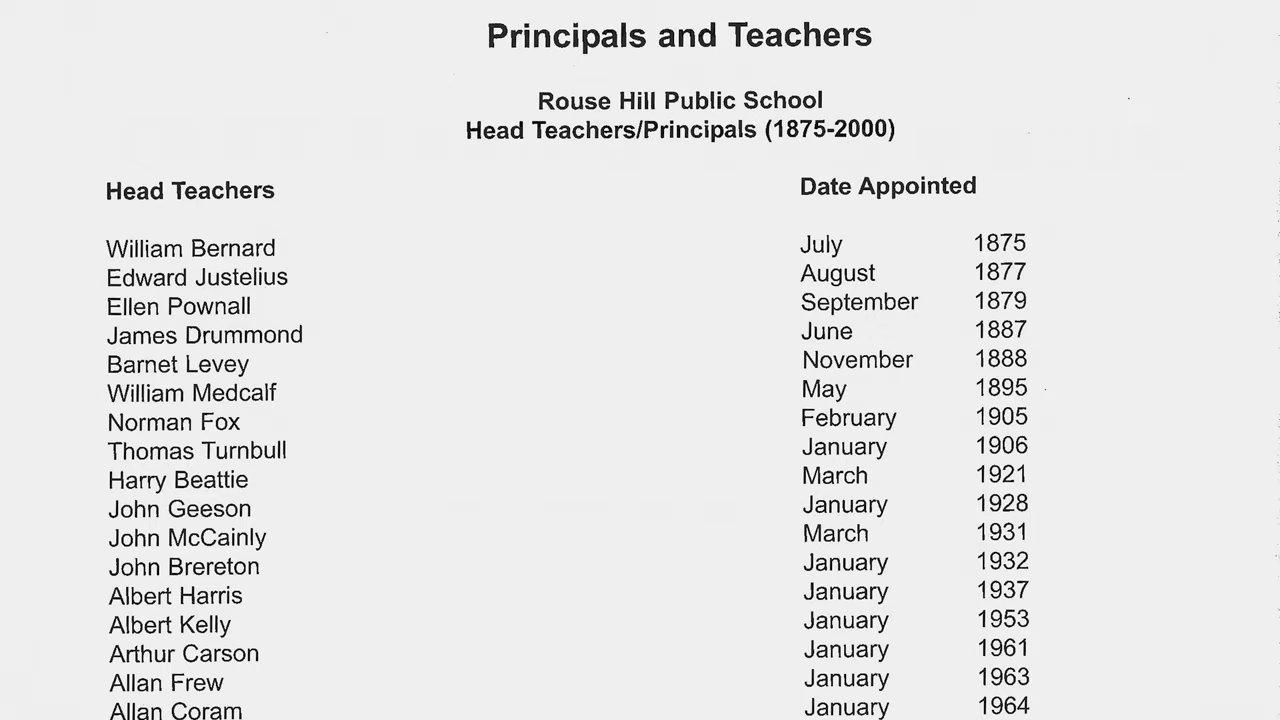 Principals and Teachers
Rouse Hill Public School
Head Teachers/Principals (1875-2000)
Head Teachers Date Appointed
William Bernard July 1875
Edward Justelius August 1877
Ellen Pownall September 1879
James Drummond June 1887
Barnet Levey November 1888
William Medcalf May 1895
Norman Fox February 1905
Thomas Turnbull January 1906
Harry Beattie March 1921
John Geeson January 1928
John McCainly March 1931
John Brereton January 1932
Albert Harris January 1937
Albert Kelly January 1953
Arthur Carson January 1961
Allan Frew January 1963
Allan Coram January 1964